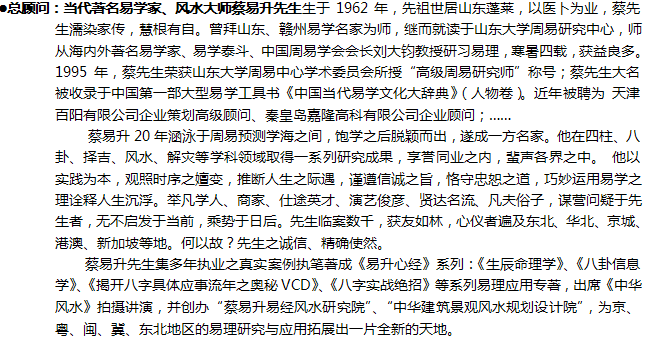 ●总顾问：当代著名易学家、风水大师蔡易升先生生于 1962 年，先祖世居山东蓬莱，以医卜为业，蔡先
生濡染家传，慧根有自。曾拜山东、赣州易学名家为师，继而就读于山东大学周易研究中心，师
从海内外著名易学家、易学泰斗、中国周易学会会长刘大钧教授研习易理，寒暑四载，获益良多。
1995 年，蔡先生荣获山东大学周易中心学术委员会所授“高级周易研究师”称号；蔡先生大名
被收录于中国第一部大型易学工具书《中国当代易学文化大辞典》（人物卷）。近年被聘为 天津
百阳有限公司企业策划高级顾问、秦皇岛嘉隆高科有限公司企业顾问；……
蔡易升 20 年涵泳于周易预测学海之间，饱学之后脱颖而出，遂成一方名家。他在四柱、八
卦、择吉、风水、解灾等学科领域取得一系列研究成果，享誉同业之内，蜚声各界之中。 他以
实践为本，观照时序之嬗变，推断人生之际遇，谨遵信诚之旨，恪守忠恕之道，巧妙运用易学之
理诠释人生沉浮。举凡学人、商家、仕途英才、演艺俊彦、贤达名流、凡夫俗子，谋营问疑于先
生者，无不启发于当前，乘势于日后。先生临案数千，获友如林，心仪者遍及东北、华北、京城、
港澳、新加坡等地。何以故？先生之诚信、精确使然。
蔡易升先生集多年执业之真实案例执笔著成《易升心经》系列：《生辰命理学》、《八卦信息
学》、《揭开八字具体应事流年之奥秘 VCD》、《八字实战绝招》等系列易理应用专著，出席《中华
风水》拍摄讲演，并创办“蔡易升易经风水研究院”、“中华建筑景观风水规划设计院”，为京、
粤、闽、冀、东北地区的易理研究与应用拓展出一片全新的天地。